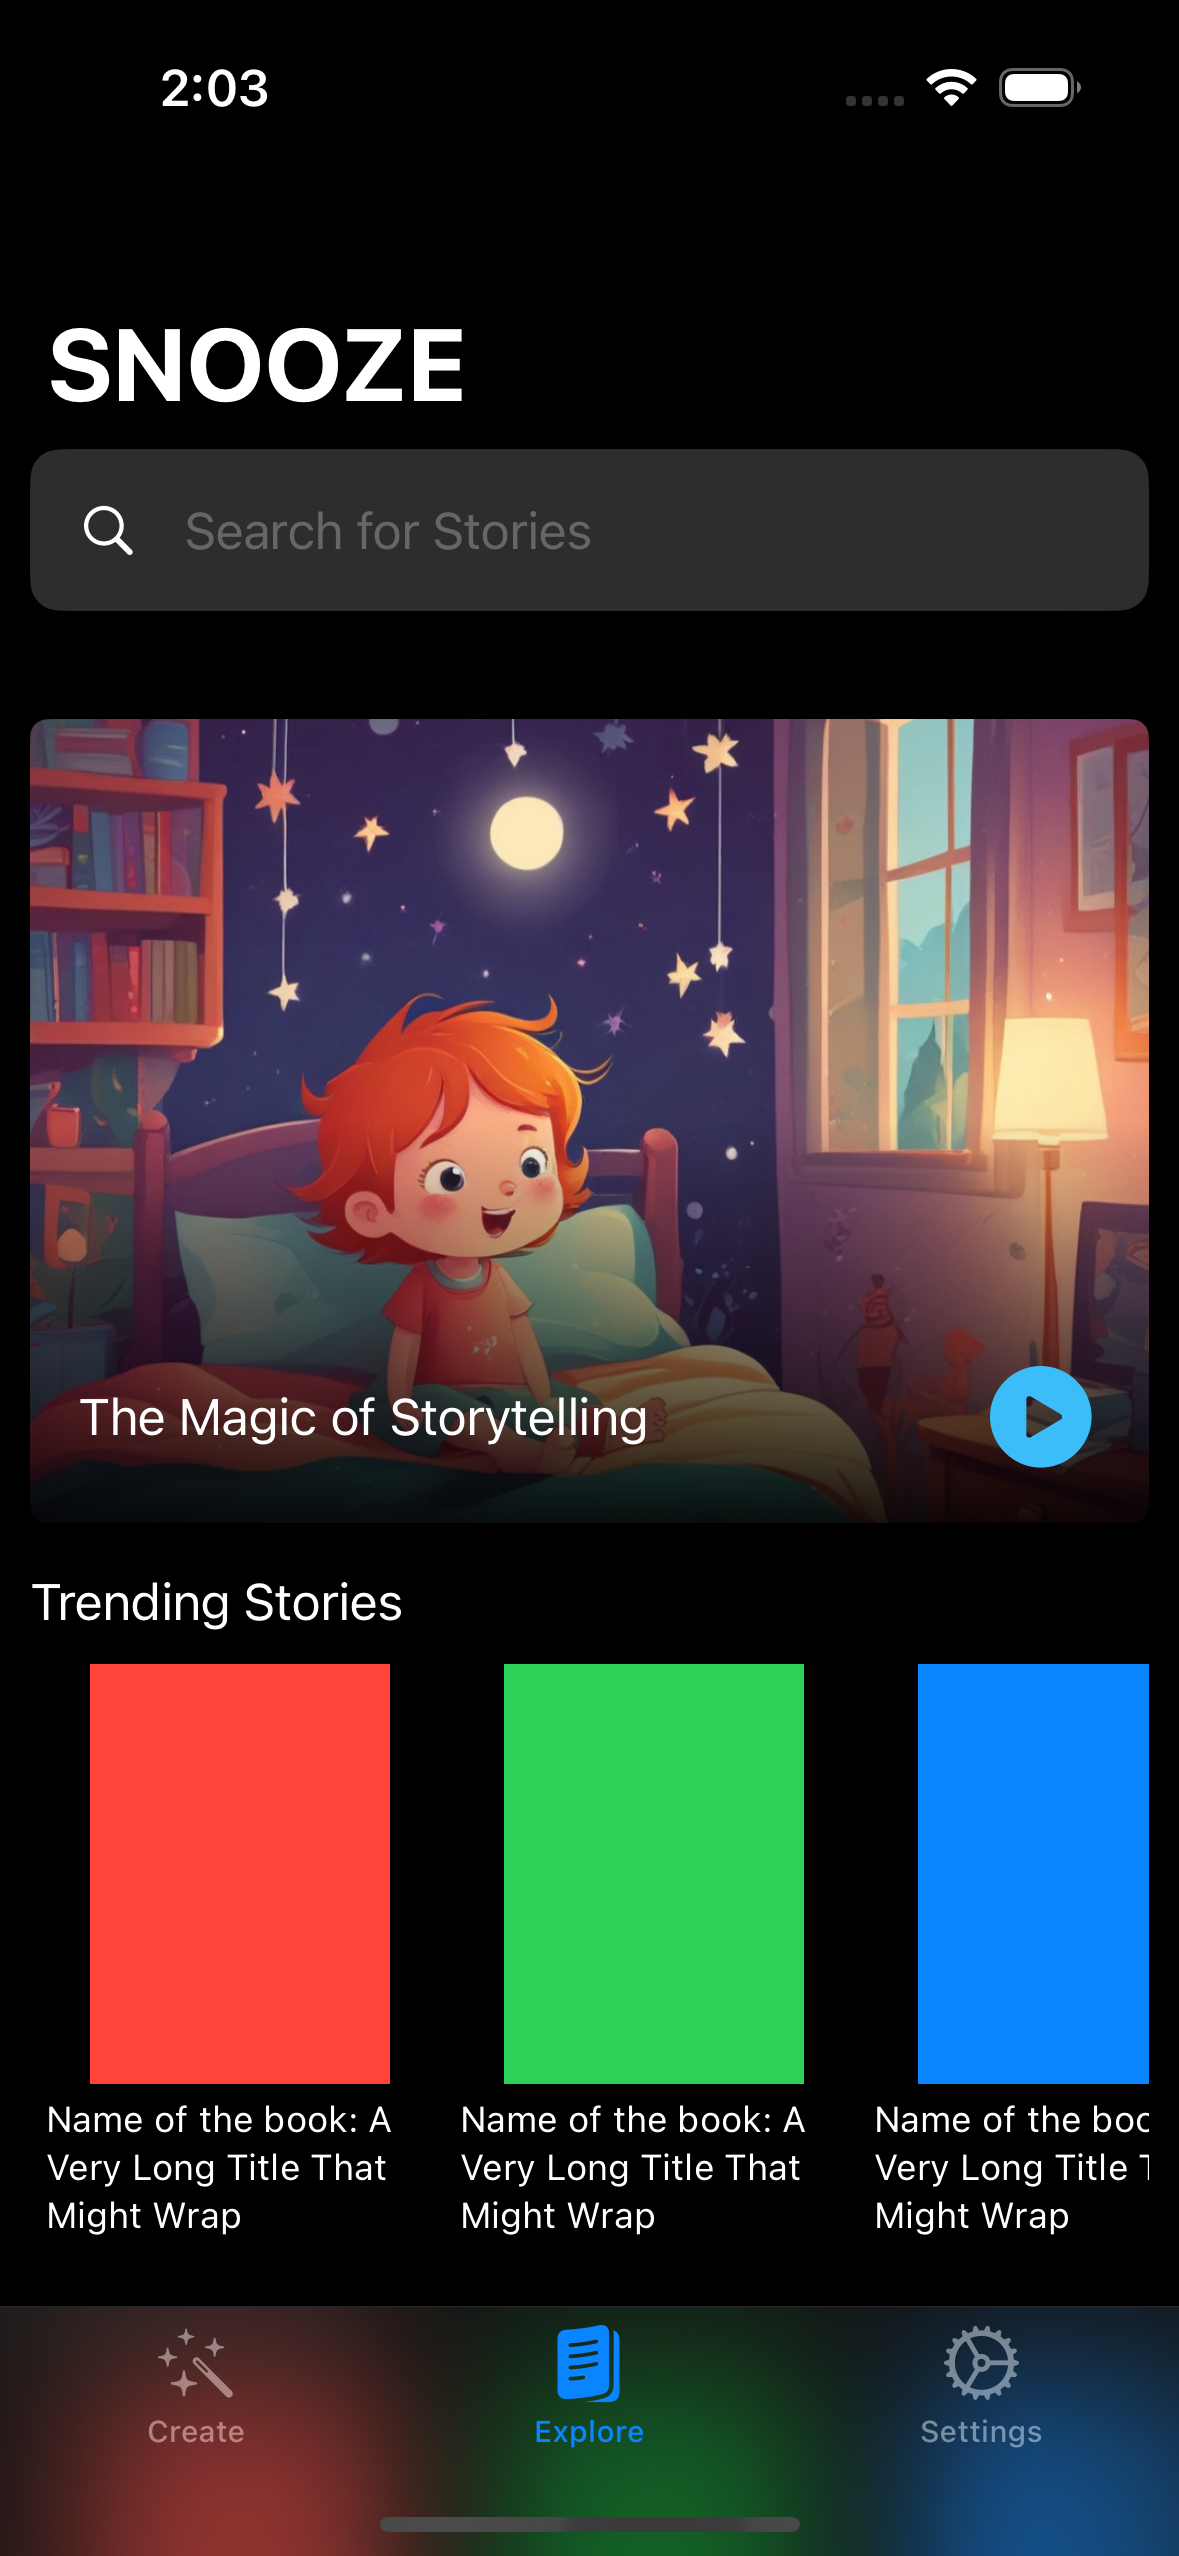 2:03
SNOOZE
Search for Stories
The Magic of Storytelling
Trending Stories
Name of the book: A
Very Long Title That
Might Wrap
Name of the book: A
Very Long Title That
Might Wrap
Name of the boo
Very Long Title T
Might Wrap
Create
Explore
Settings